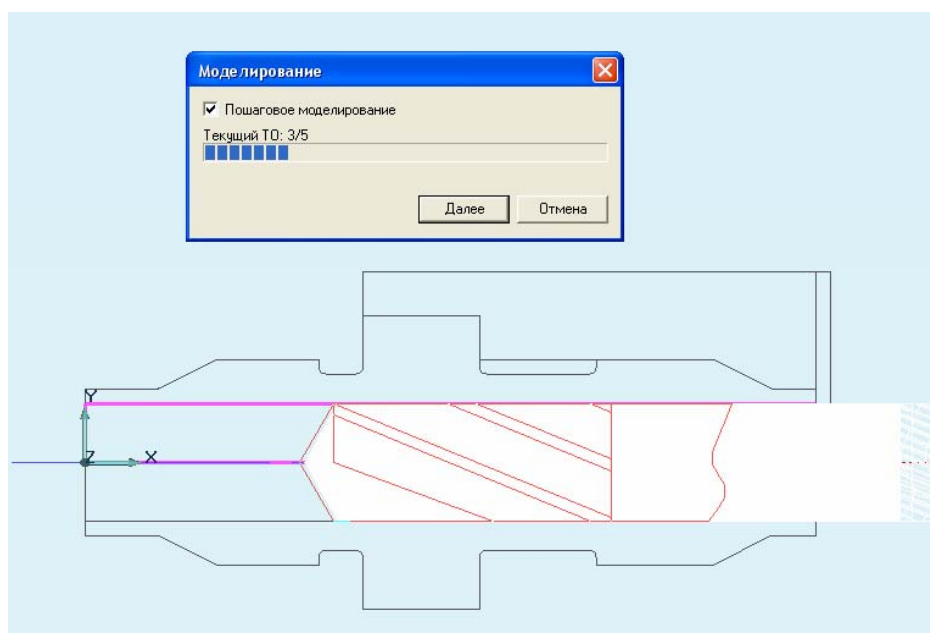 Моделирование
Пошаговое моделирование
Текущий ТО: 3/5
Далее
Отмена
Y
Z
X